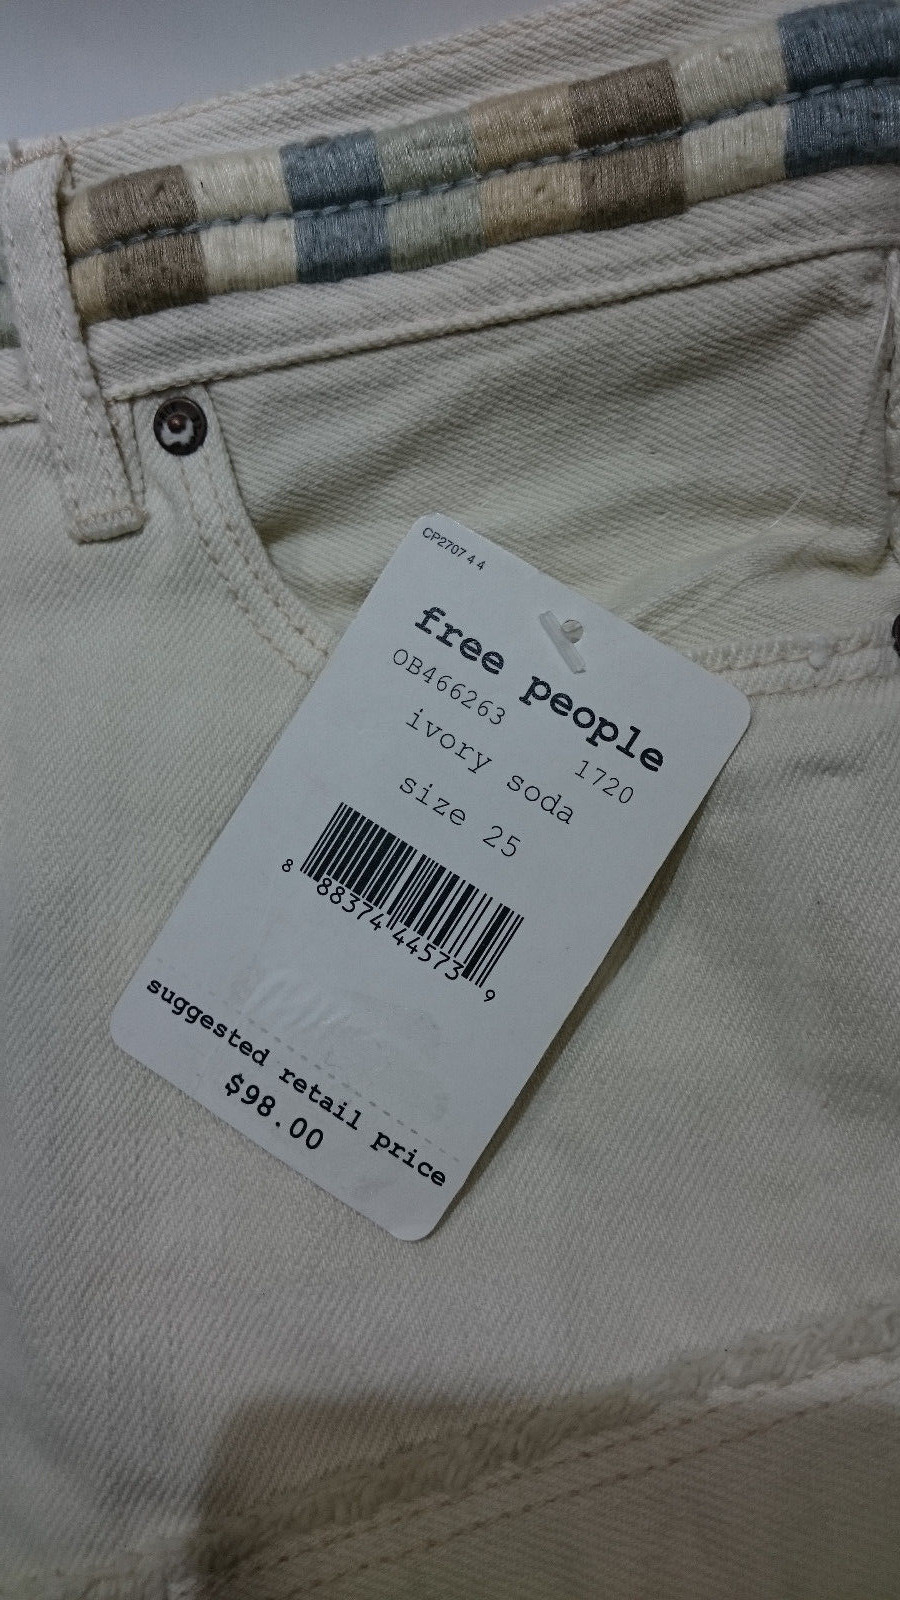 CP2707 4 4
free people
OB466263 1720
ivory soda
size 25
8 88374 44573 9
suggested retail price
$98.00